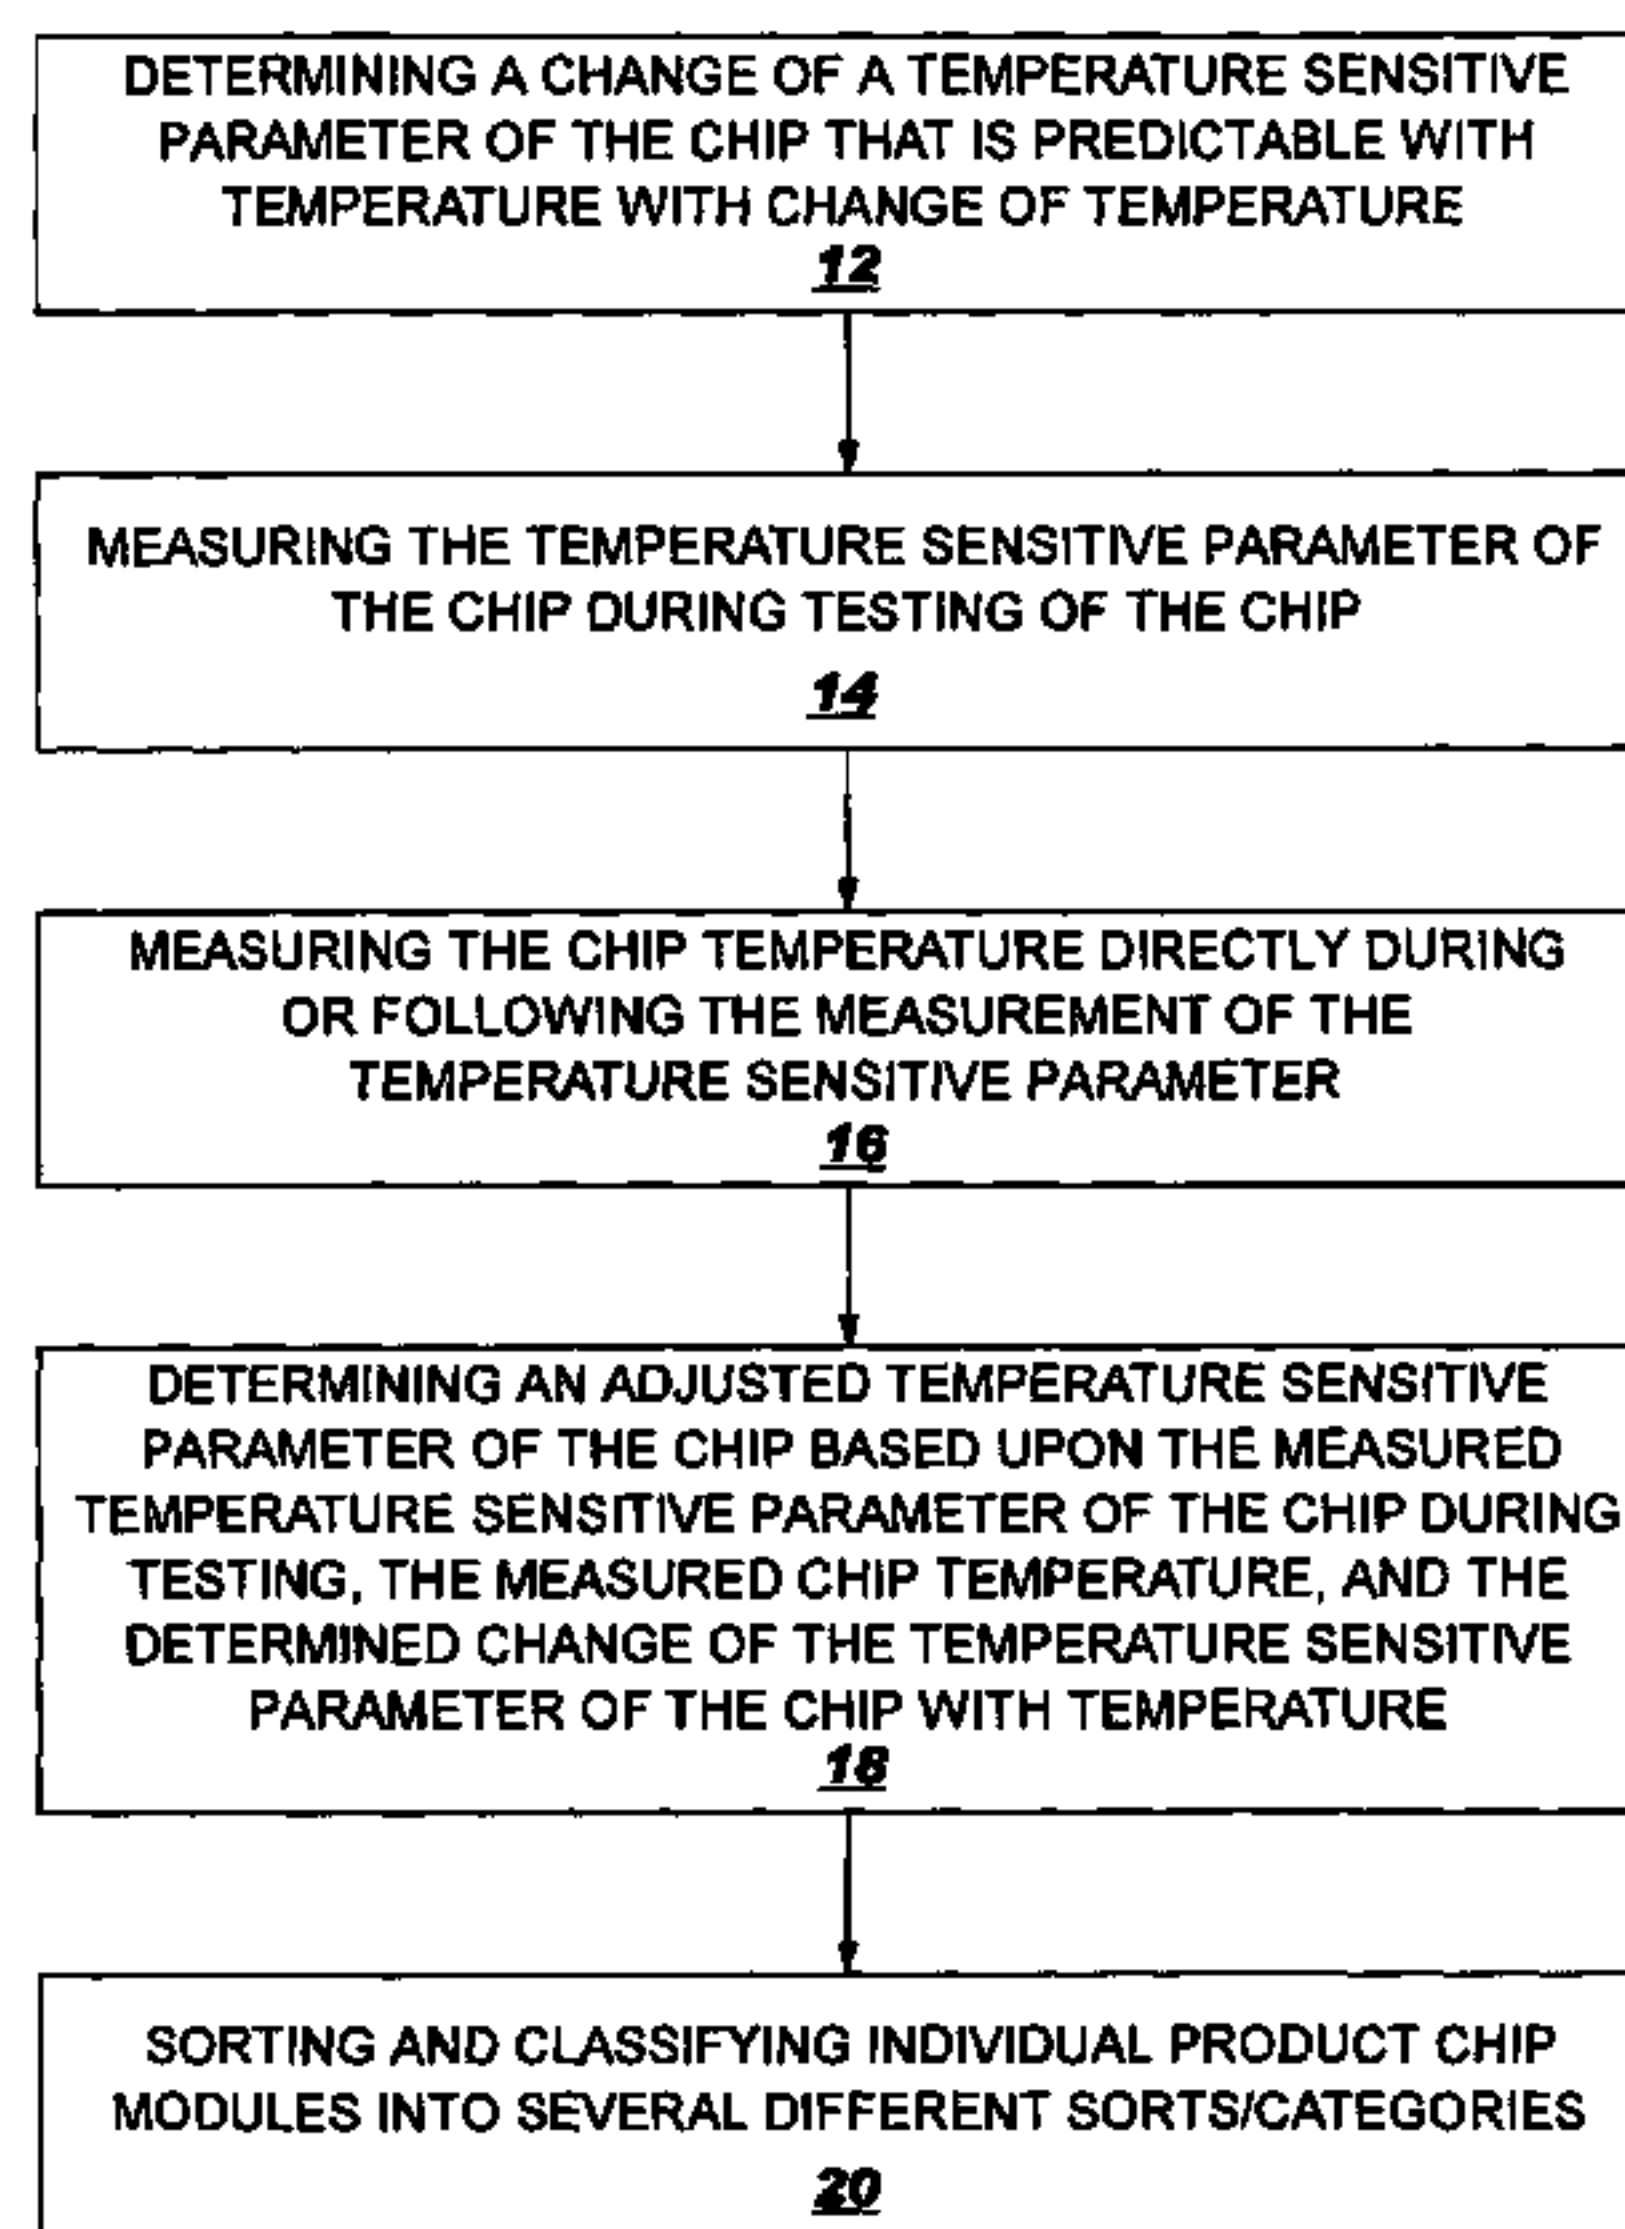 DETERMINING A CHANGE OF A TEMPERATURE SENSITIVE
PARAMETER OF THE CHIP THAT IS PREDICTABLE WITH
TEMPERATURE WITH CHANGE OF TEMPERATURE
12
MEASURING THE TEMPERATURE SENSITIVE PARAMETER OF
THE CHIP DURING TESTING OF THE CHIP
14
MEASURING THE CHIP TEMPERATURE DIRECTLY DURING
OR FOLLOWING THE MEASUREMENT OF THE
TEMPERATURE SENSITIVE PARAMETER
16
DETERMINING AN ADJUSTED TEMPERATURE SENSITIVE
PARAMETER OF THE CHIP BASED UPON THE MEASURED
TEMPERATURE SENSITIVE PARAMETER OF THE CHIP DURING
TESTING, THE MEASURED CHIP TEMPERATURE, AND THE
DETERMINED CHANGE OF THE TEMPERATURE SENSITIVE
PARAMETER OF THE CHIP WITH TEMPERATURE
18
SORTING AND CLASSIFYING INDIVIDUAL PRODUCT CHIP
MODULES INTO SEVERAL DIFFERENT SORTS/CATEGORIES
20